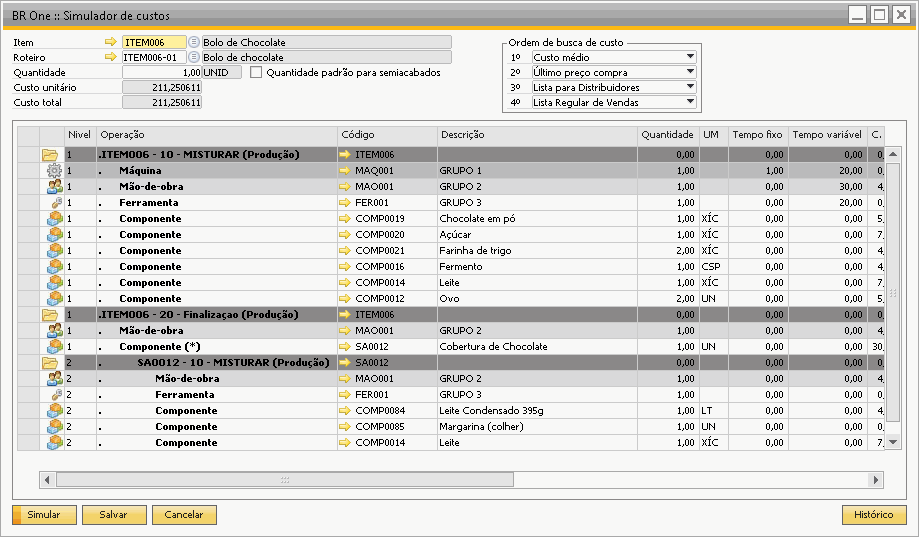 BR One :: Simulador de custos
Item ITEM006 Bolo de Chocolate
Roteiro ITEM006-01 Bolo de chocolate
Quantidade 1,00 UNID Quantidade padrão para semiacabados
Custo unitário 211,250611
Custo total 211,250611
Ordem de busca de custo
1º Custo médio
2º Último preço compra
3º Lista para Distribuidores
4º Lista Regular de Vendas
Nivel Operação Código Descrição Quantidade UM Tempo fixo Tempo variável C.
1 .ITEM006 - 10 - MISTURAR (Produção) ITEM006 0,00 0,00 0,00 0,
1 . Máquina MAQ001 GRUPO 1 1,00 1,00 20,00 0,
1 . Mão-de-obra MAO001 GRUPO 2 1,00 30,00 4,
1 . Ferramenta FER001 GRUPO 3 1,00 20,00 0,
1 . Componente COMP0019 Chocolate em pó 1,00 XÍC 0,00 0,00 5,
1 . Componente COMP0020 Açúcar 1,00 XÍC 0,00 0,00 7,
1 . Componente COMP0021 Farinha de trigo 2,00 XÍC 0,00 0,00 4,
1 . Componente COMP0016 Fermento 1,00 CSP 0,00 0,00 0,
1 . Componente COMP0014 Leite 1,00 XÍC 0,00 0,00 7,
1 . Componente COMP0012 Ovo 2,00 UN 0,00 0,00 5,
1 .ITEM006 - 20 - Finalizaçao (Produção) ITEM006 0,00 0,00 0,00 0,
1 . Mão-de-obra MAO001 GRUPO 2 1,00 0,00 4,
1 . Componente (*) SA0012 Cobertura de Chocolate 1,00 UN 0,00 0,00 30,
2 . SA0012 - 10 - MISTURAR (Produção) SA0012 0,00 0,00 0,00 0,
2 . Mão-de-obra MAO001 GRUPO 2 1,00 0,00 4,
2 . Ferramenta FER001 GRUPO 3 1,00 0,00 0,
2 . Componente COMP0084 Leite Condensado 395g 1,00 LT 0,00 0,00 4,
2 . Componente COMP0085 Margarina (colher) 1,00 UN 0,00 0,00 0,
2 . Componente COMP0014 Leite 1,00 XÍC 0,00 0,00 7,
Simular Salvar Cancelar Histórico